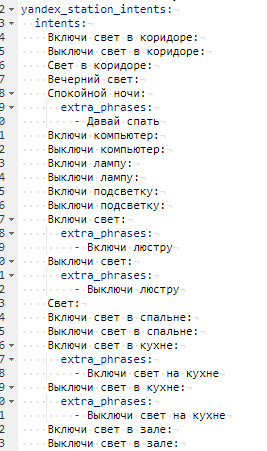 2 yandex_station_intents:
3 intents:
4 Включи свет в коридоре:
5 Выключи свет в коридоре:
6 Свет в коридоре:
7 Вечерний свет:
8 Спокойной ночи:
9 extra_phrases:
0 - Давай спать
1 Включи компьютер:
2 Выключи компьютер:
3 Включи лампу:
4 Выключи лампу:
5 Включи подсветку:
6 Выключи подсветку:
7 Включи свет:
8 extra_phrases:
9 - Включи люстру
0 Выключи свет:
1 extra_phrases:
2 - Выключи люстру
3 Свет:
4 Включи свет в спальне:
5 Выключи свет в спальне:
6 Включи свет в кухне:
7 extra_phrases:
8 - Включи свет на кухне
9 Выключи свет в кухне:
0 extra_phrases:
1 - Выключи свет на кухне
2 Включи свет в зале:
3 Выключи свет в зале: